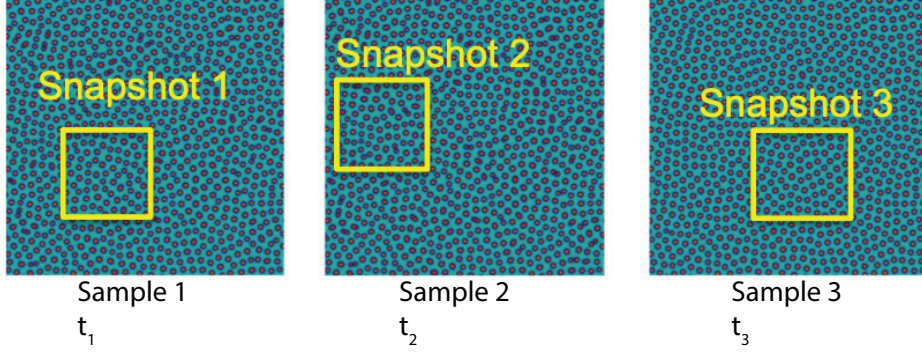 Snapshot 1
Snapshot 2
Snapshot 3
Sample 1
t₁
Sample 2
t₂
Sample 3
t₃